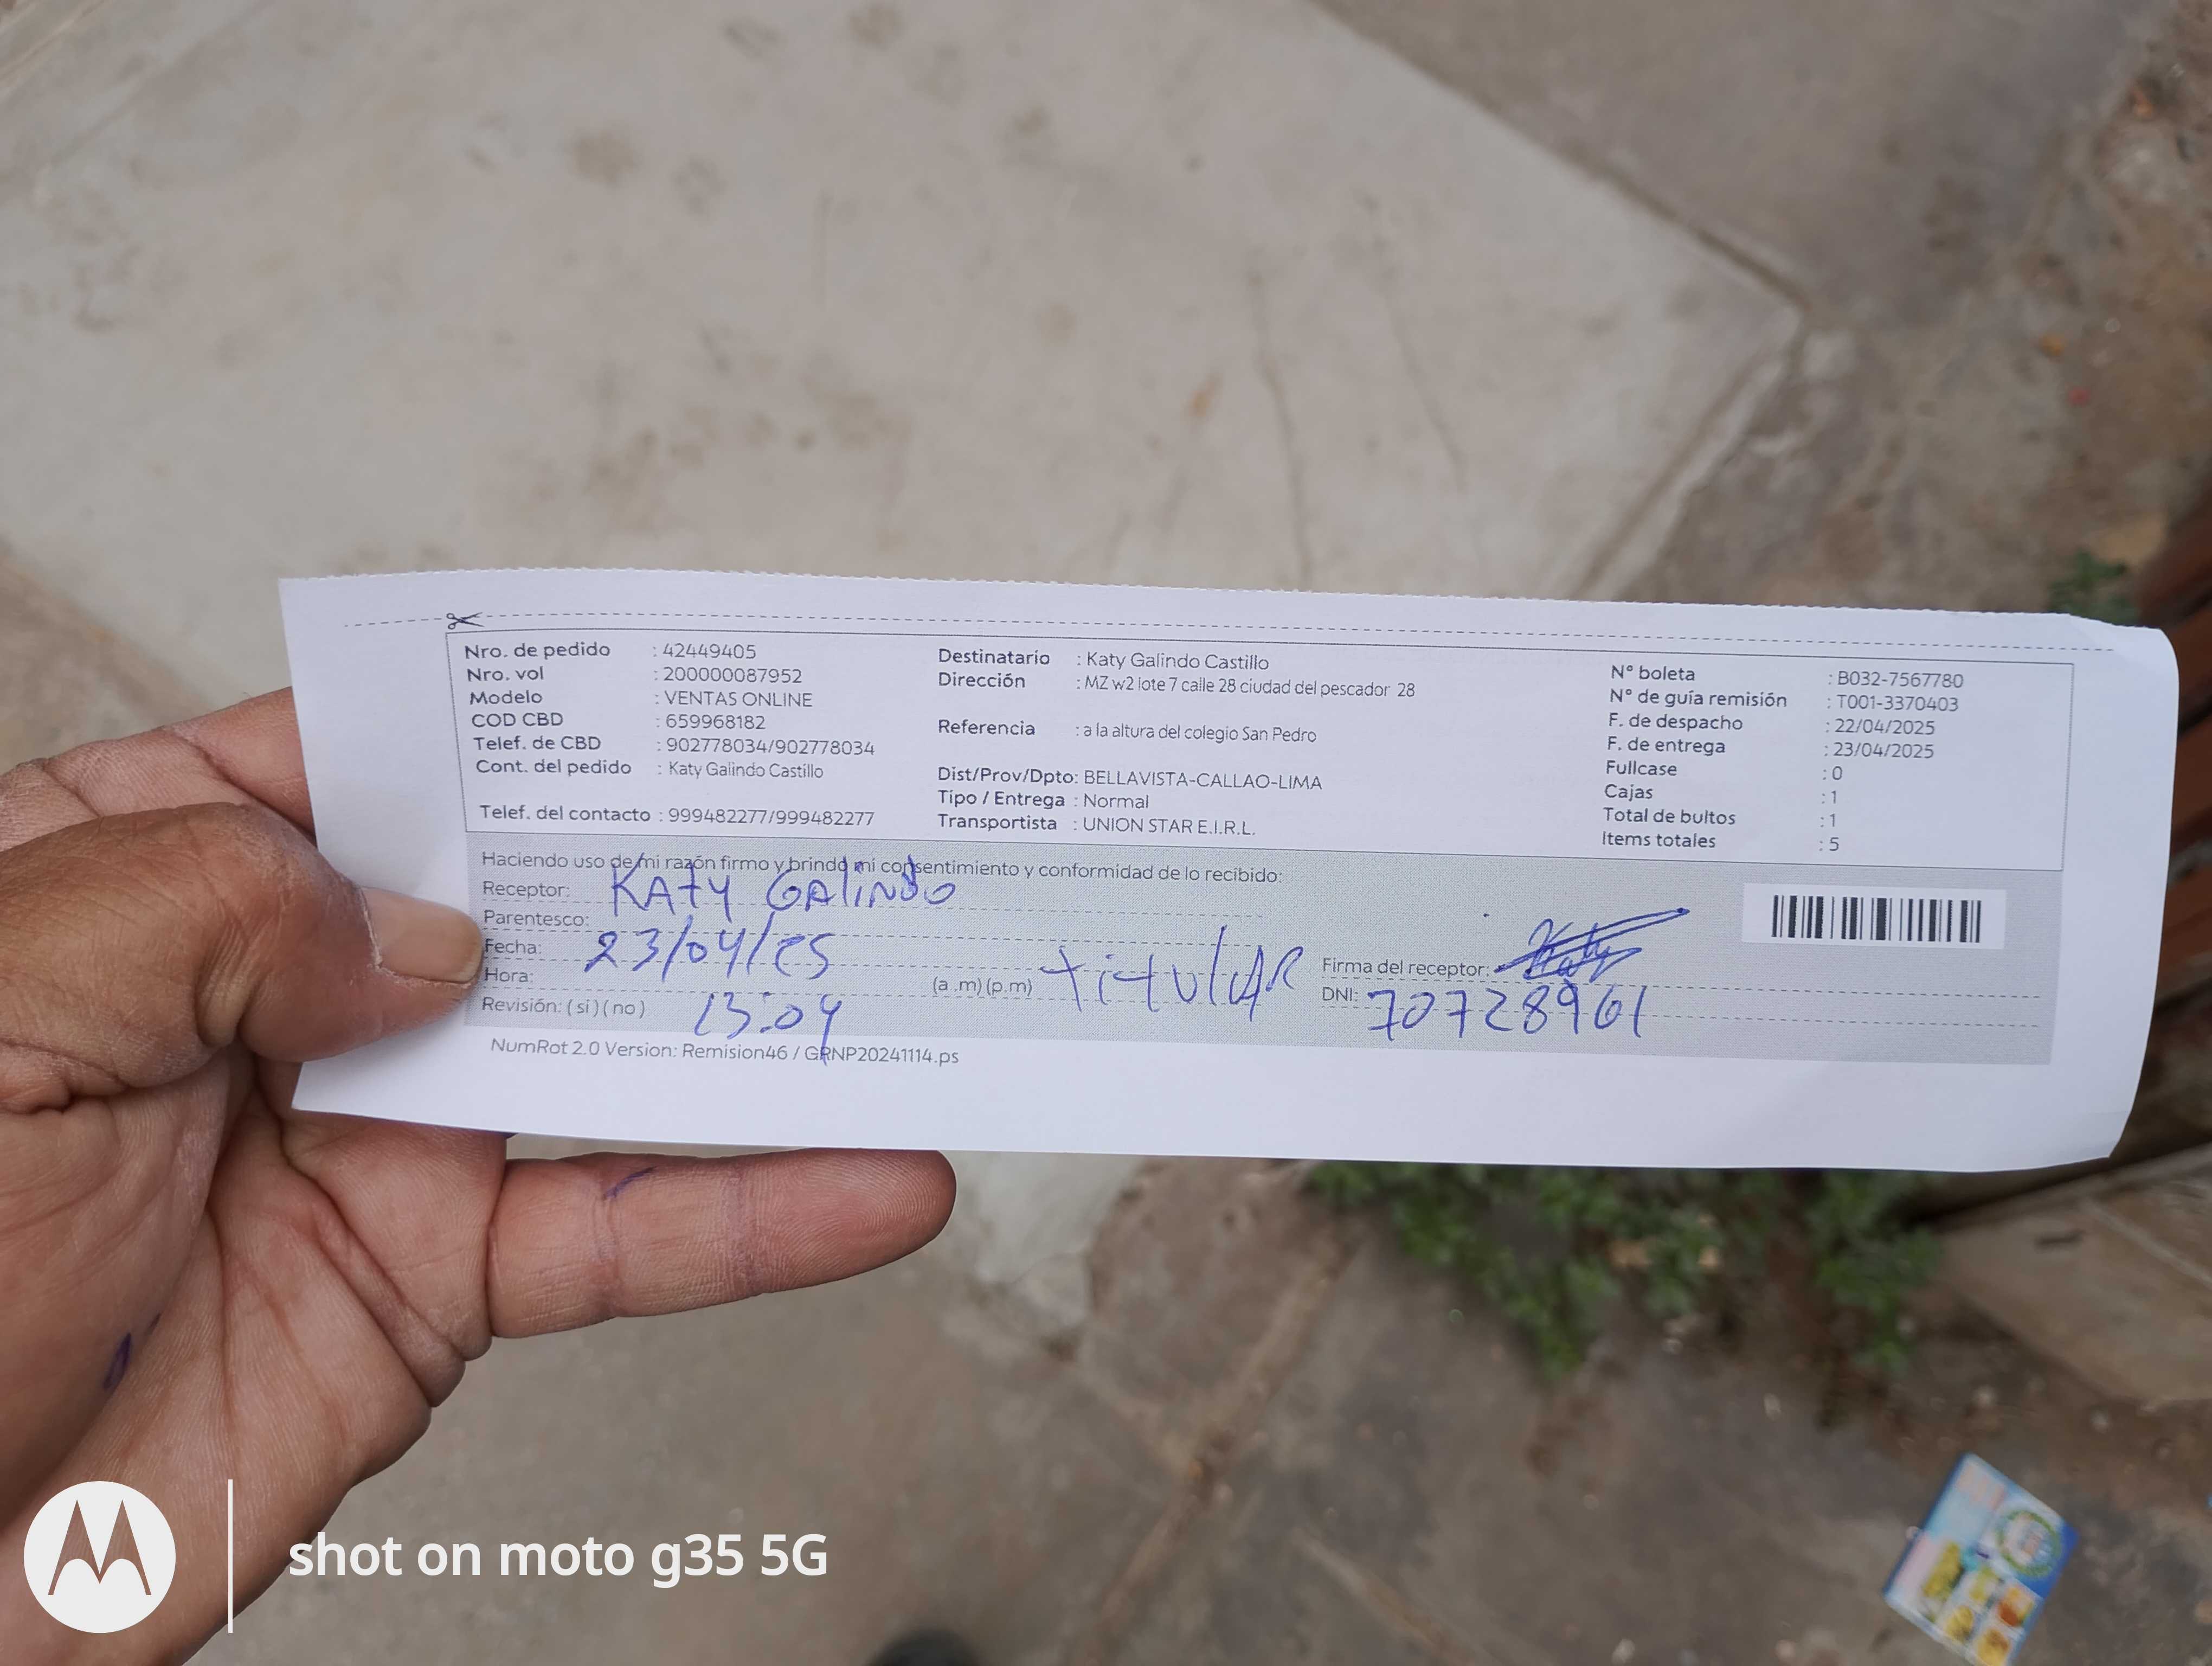 Nro. de pedido : 42449405
Nro. vol : 200000087952
Modelo : VENTAS ONLINE
COD CBD : 659968182
Telef. de CBD : 902778034/902778034
Cont. del pedido : Katy Galindo Castillo
Telef. del contacto : 999482277/999482277
Destinatario : Katy Galindo Castillo
Dirección : MZ w2 lote 7 calle 28 ciudad del pescador 28
Referencia : a la altura del colegio San Pedro
Dist/Prov/Dpto: BELLAVISTA-CALLAO-LIMA
Tipo / Entrega : Normal
Transportista : UNION STAR E.I.R.L.
N° boleta : B032-7567780
N° de guía remisión : T001-3370403
F. de despacho : 22/04/2025
F. de entrega : 23/04/2025
Fullcase : 0
Cajas : 1
Total de bultos : 1
Items totales : 5
Haciendo uso de mi razón firmo y brindo mi consentimiento y conformidad de lo recibido:
Receptor: KATY GALINDO
Parentesco:
Fecha: 23/04/25
Hora: (a .m) (p.m) titulAR
Revisión: ( si ) ( no ) 13:04
Firma del receptor: Katy
DNI: 70728961
NumRot 2.0 Version: Remision46 / GRNP20241114.ps
shot on moto g35 5G